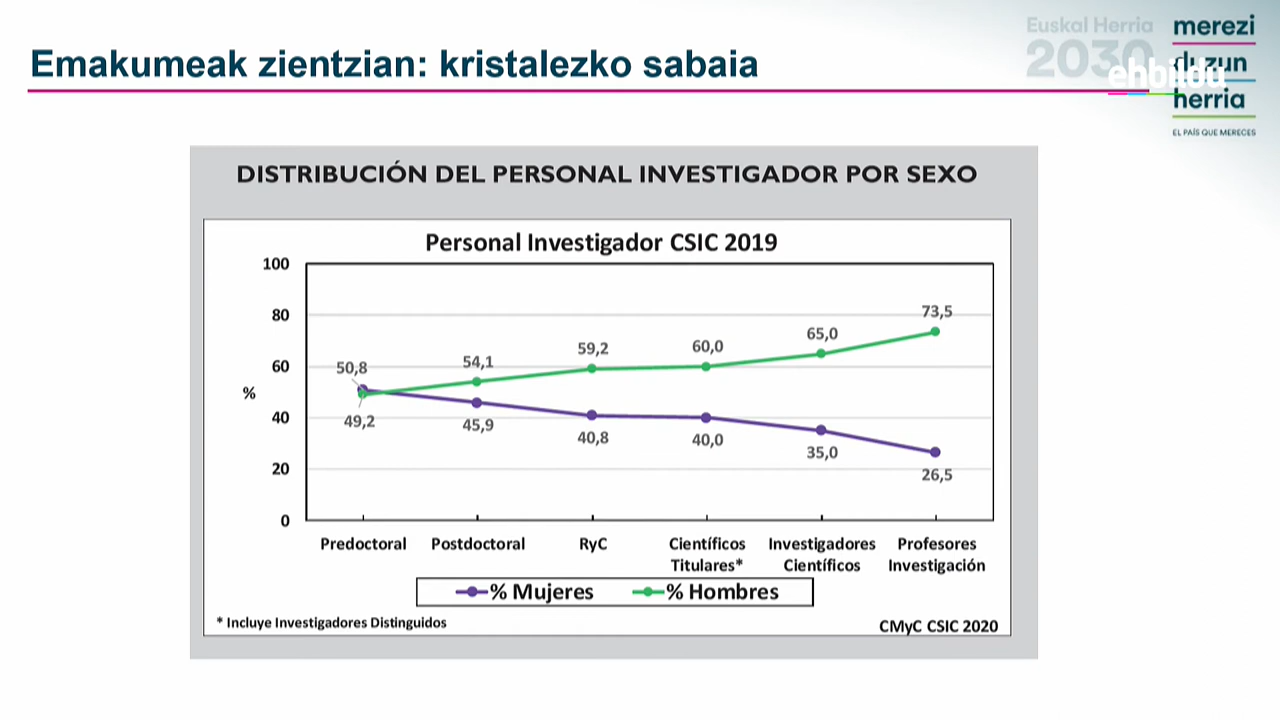 Emakumeak zientzian: kristalezko sabaia
Euskal Herria
2030
merezi
duzun
herria
EL PAÍS QUE MERECES
ehbildu
DISTRIBUCIÓN DEL PERSONAL INVESTIGADOR POR SEXO
Personal Investigador CSIC 2019
100
80
60
40
20
0
%
50,8
54,1
59,2
60,0
65,0
73,5
49,2
45,9
40,8
40,0
35,0
26,5
Predoctoral Postdoctoral RyC Científicos Titulares* Investigadores Científicos Profesores Investigación
% Mujeres % Hombres
* Incluye Investigadores Distinguidos
CMyC CSIC 2020